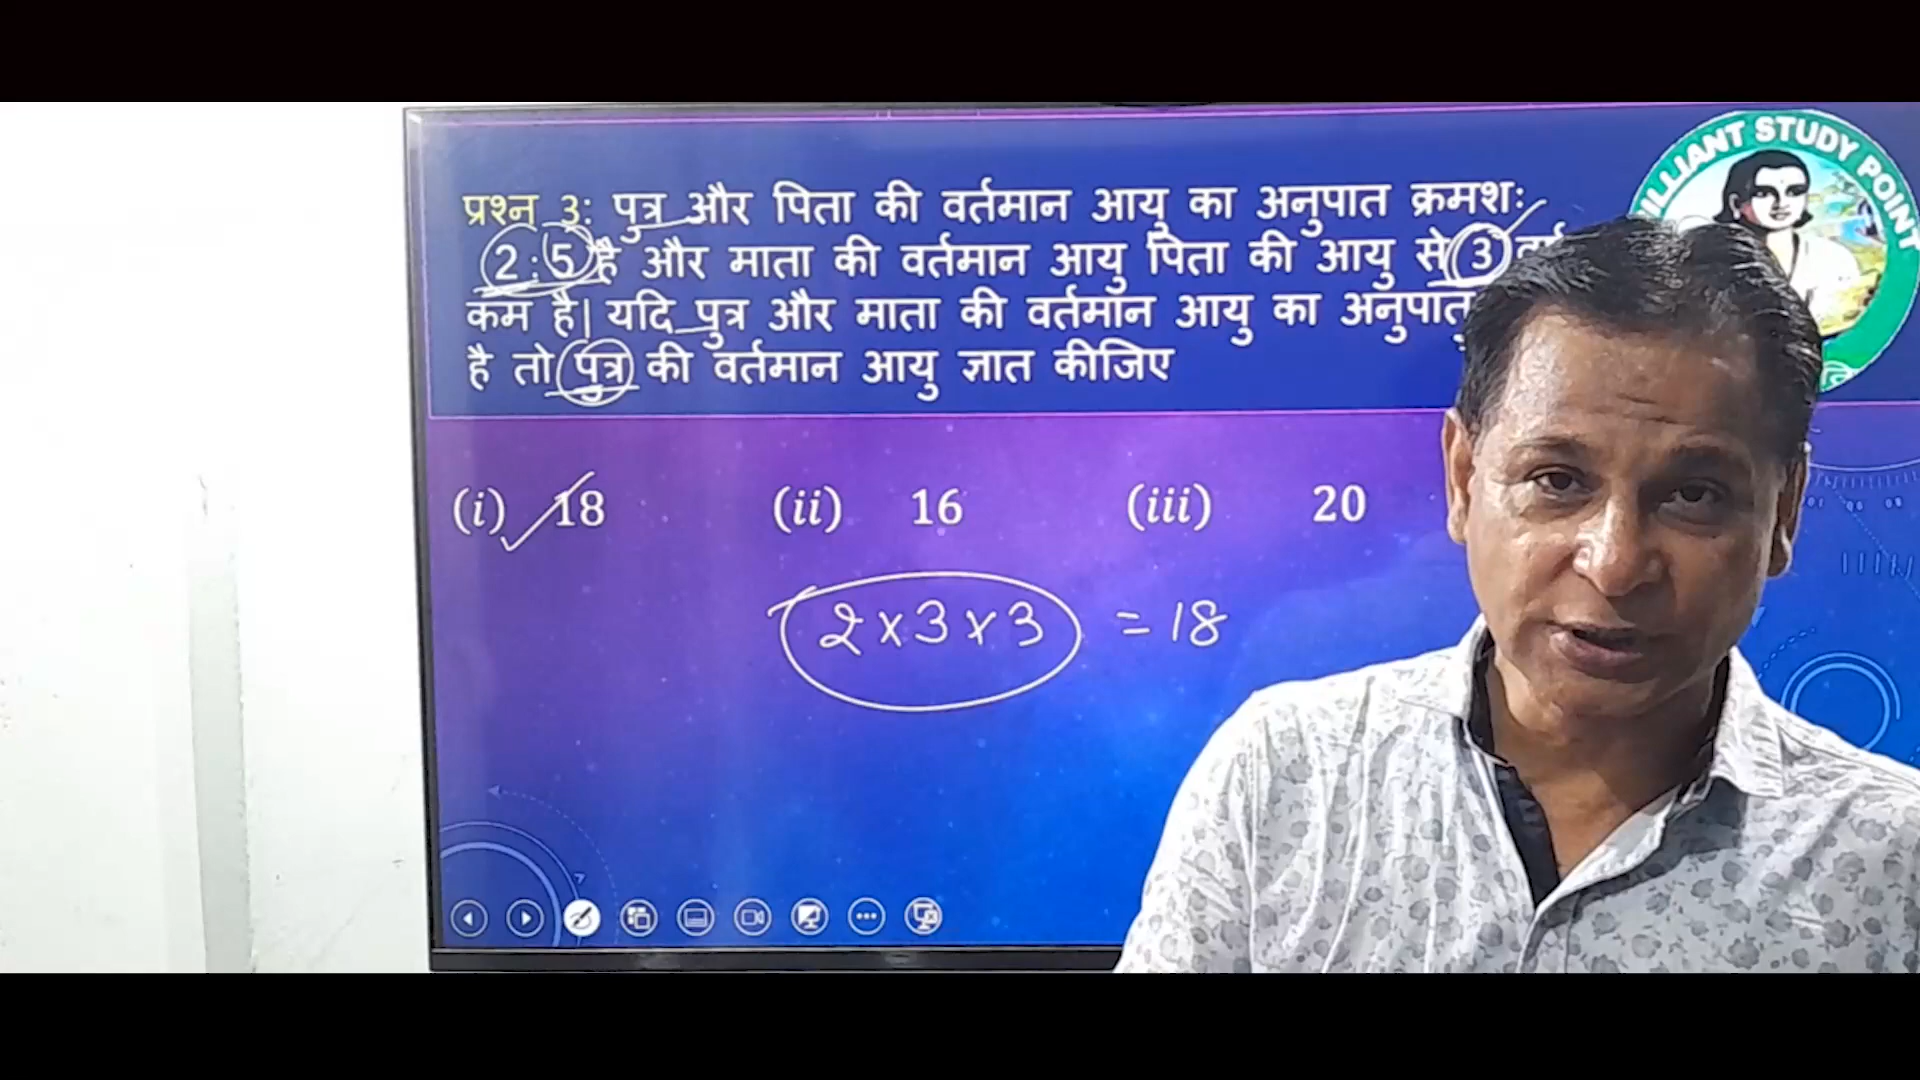 प्रश्न 3: पुत्र और पिता की वर्तमान आयु का अनुपात क्रमशः
2:5 है और माता की वर्तमान आयु पिता की आयु से 3
कम है। यदि पुत्र और माता की वर्तमान आयु का अनुपात
है तो पुत्र की वर्तमान आयु ज्ञात कीजिए
(i) 18 (ii) 16 (iii) 20
2 x 3 x 3 = 18
STUDY POINT